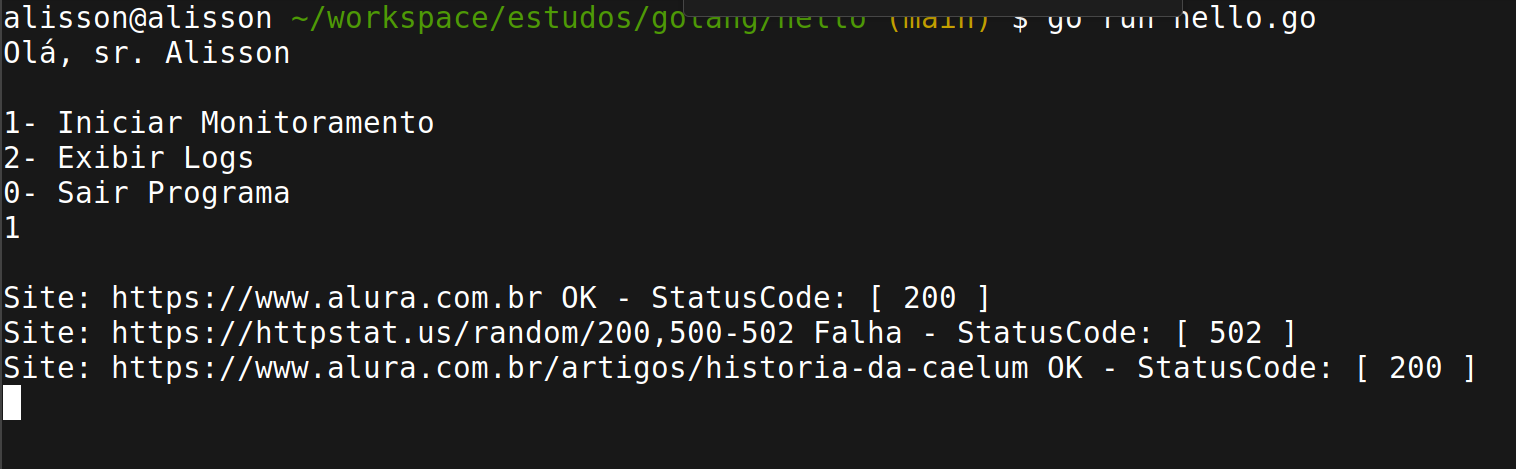 alisson@alisson ~/workspace/estudos/golang/hello (main) $ go run hello.go
Olá, sr. Alisson
1- Iniciar Monitoramento
2- Exibir Logs
0- Sair Programa
1
Site: https://www.alura.com.br OK - StatusCode: [ 200 ]
Site: https://httpstat.us/random/200,500-502 Falha - StatusCode: [ 502 ]
Site: https://www.alura.com.br/artigos/historia-da-caelum OK - StatusCode: [ 200 ]